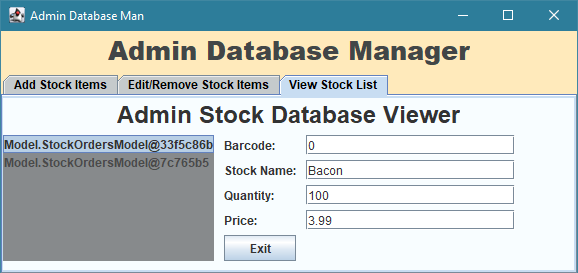 Admin Database Man
Admin Database Manager
Add Stock Items
Edit/Remove Stock Items
View Stock List
Admin Stock Database Viewer
Model.StockOrdersModel@33f5c86b
Model.StockOrdersModel@7c765b5
Barcode: 0
Stock Name: Bacon
Quantity: 100
Price: 3.99
Exit